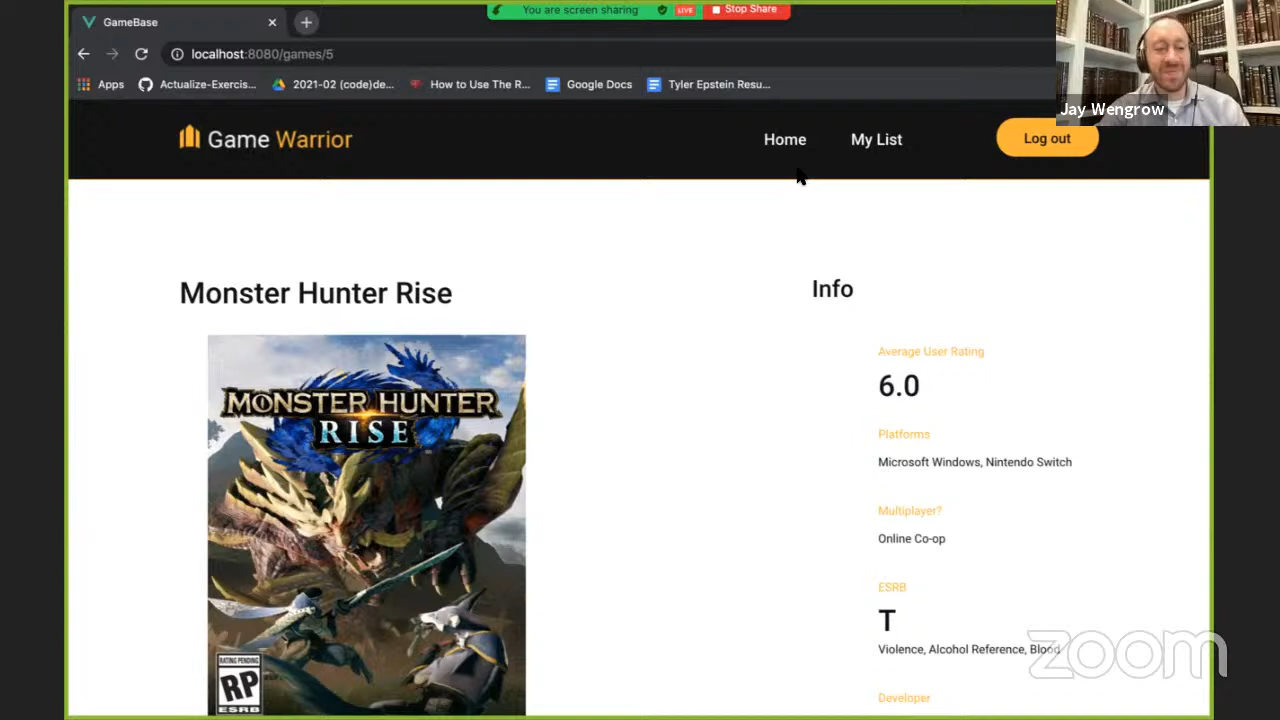 GameBase
You are screen sharing
LIVE
Stop Share
localhost:8080/games/5
Apps
Actualize-Exercis...
2021-02 (code)de...
How to Use The R...
Google Docs
Tyler Epstein Resu...
Jay Wengrow
Game Warrior
Home
My List
Log out
Monster Hunter Rise
Info
MONSTER HUNTER
RISE
RATING PENDING
RP
ESRB
Average User Rating
6.0
Platforms
Microsoft Windows, Nintendo Switch
Multiplayer?
Online Co-op
ESRB
T
Violence, Alcohol Reference, Blood
Developer
zoom